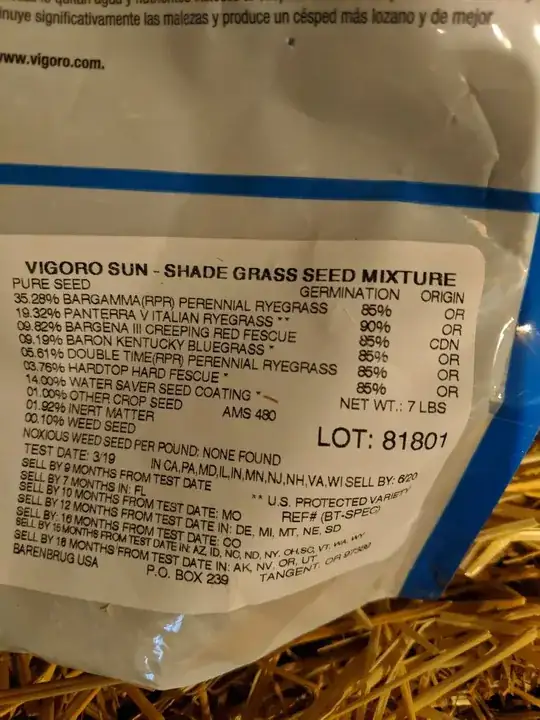 inuye significativamente las malezas y produce un césped más lozano y de mejor
www.vigoro.com.
VIGORO SUN - SHADE GRASS SEED MIXTURE
PURE SEED GERMINATION ORIGIN
35.28% BARGAMMA(RPR) PERENNIAL RYEGRASS 85% OR
19.32% PANTERRA V ITALIAN RYEGRASS ** 90% OR
09.82% BARGENA III CREEPING RED FESCUE 85% CDN
09.19% BARON KENTUCKY BLUEGRASS * 85% OR
05.61% DOUBLE TIME(RPR) PERENNIAL RYEGRASS 85% OR
03.76% HARDTOP HARD FESCUE * 85% OR
14.00% WATER SAVER SEED COATING * NET WT.: 7 LBS
01.00% OTHER CROP SEED AMS 480
01.92% INERT MATTER
00.10% WEED SEED LOT: 81801
NOXIOUS WEED SEED PER POUND: NONE FOUND
TEST DATE: 3/19 IN CA,PA,MD,IL,IN,MN,NJ,NH,VA,WI SELL BY: 6/20
SELL BY 9 MONTHS FROM TEST DATE
SELL BY 7 MONTHS IN: FL ** U.S. PROTECTED VARIETY
SELL BY 10 MONTHS FROM TEST DATE: MO REF# (BT-SPEC)
SELL BY 12 MONTHS FROM TEST DATE IN: DE, MI, MT, NE, SD
SELL BY: 16 MONTHS FROM TEST DATE: CO
SELL BY 15 MONTHS FROM TEST DATE IN: AZ, ID, NC, ND, NY, OH,SC, VT, WA, WY
SELL BY 18 MONTHS FROM TEST DATE IN: AK, NV, OR, UT
BARENBRUG USA P.O. BOX 239 TANGENT, OR 97389